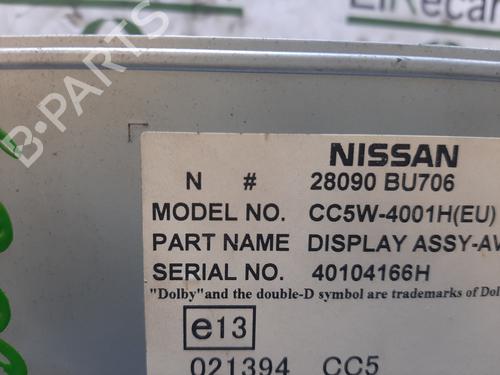 B-PARTS
ElRecam
NISSAN
N # 28090 BU706
MODEL NO. CC5W-4001H(EU)
PART NAME DISPLAY ASSY-AV
SERIAL NO. 40104166H
"Dolby"and the double-D symbol are trademarks of Dol
e13
021394 CC5